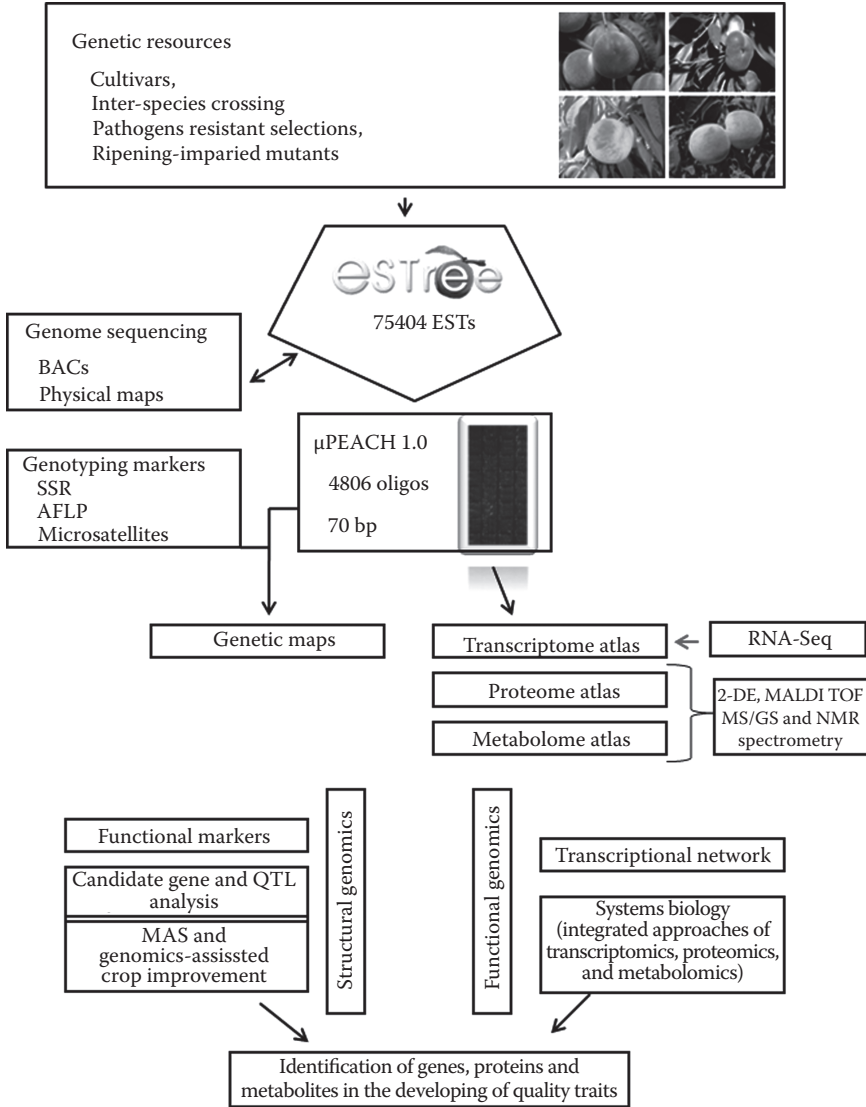 Genetic resources
Cultivars,
Inter-species crossing
Pathogens resistant selections,
Ripening-imparied mutants
ESTree
75404 ESTs
Genome sequencing
BACs
Physical maps
µPEACH 1.0
4806 oligos
70 bp
Genotyping markers
SSR
AFLP
Microsatellites
Genetic maps
Transcriptome atlas
RNA-Seq
Proteome atlas
Metabolome atlas
2-DE, MALDI TOF
MS/GS and NMR
spectrometry
Functional markers
Candidate gene and QTL
analysis
MAS and
genomics-assissted
crop improvement
Structural genomics
Functional genomics
Transcriptional network
Systems biology
(integrated approaches of
transcriptomics, proteomics,
and metabolomics)
Identification of genes, proteins and
metabolites in the developing of quality traits